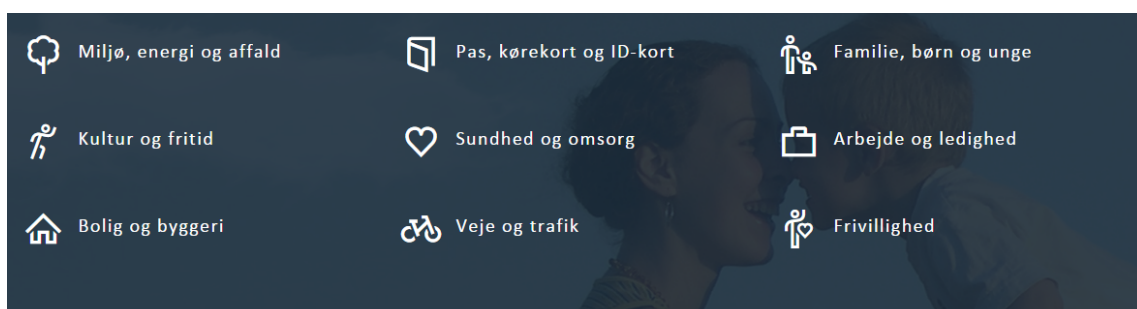 Miljø, energi og affald
Pas, kørekort og ID-kort
Familie, børn og unge
Kultur og fritid
Sundhed og omsorg
Arbejde og ledighed
Bolig og byggeri
Veje og trafik
Frivillighed